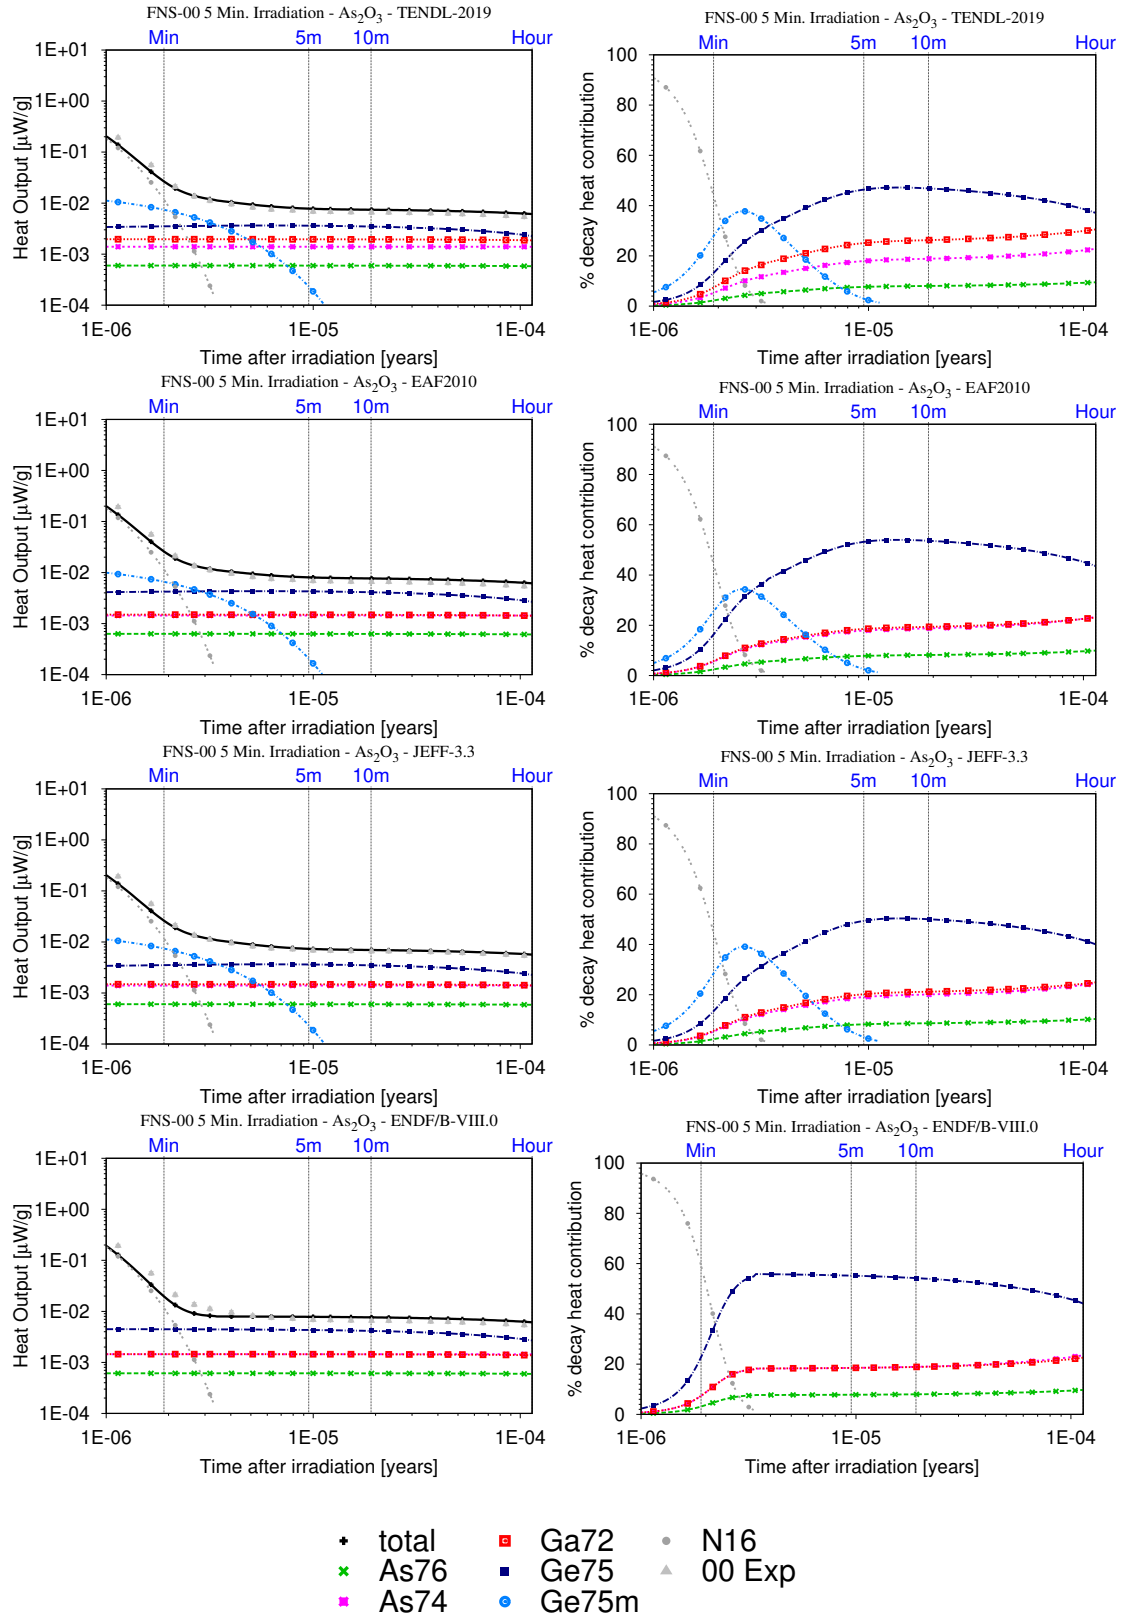 FNS-00 5 Min. Irradiation - As2O3 - TENDL-2019
Min 5m 10m Hour
1E+01
1E+00
1E-01
1E-02
1E-03
1E-04
Heat Output [µW/g]
1E-06 1E-05 1E-04
Time after irradiation [years]
FNS-00 5 Min. Irradiation - As2O3 - TENDL-2019
Min 5m 10m Hour
100
80
60
40
20
0
% decay heat contribution
1E-06 1E-05 1E-04
Time after irradiation [years]
FNS-00 5 Min. Irradiation - As2O3 - EAF2010
Min 5m 10m Hour
1E+01
1E+00
1E-01
1E-02
1E-03
1E-04
Heat Output [µW/g]
1E-06 1E-05 1E-04
Time after irradiation [years]
FNS-00 5 Min. Irradiation - As2O3 - EAF2010
Min 5m 10m Hour
100
80
60
40
20
0
% decay heat contribution
1E-06 1E-05 1E-04
Time after irradiation [years]
FNS-00 5 Min. Irradiation - As2O3 - JEFF-3.3
Min 5m 10m Hour
1E+01
1E+00
1E-01
1E-02
1E-03
1E-04
Heat Output [µW/g]
1E-06 1E-05 1E-04
Time after irradiation [years]
FNS-00 5 Min. Irradiation - As2O3 - JEFF-3.3
Min 5m 10m Hour
100
80
60
40
20
0
% decay heat contribution
1E-06 1E-05 1E-04
Time after irradiation [years]
FNS-00 5 Min. Irradiation - As2O3 - ENDF/B-VIII.0
Min 5m 10m Hour
1E+01
1E+00
1E-01
1E-02
1E-03
1E-04
Heat Output [µW/g]
1E-06 1E-05 1E-04
Time after irradiation [years]
FNS-00 5 Min. Irradiation - As2O3 - ENDF/B-VIII.0
Min 5m 10m Hour
100
80
60
40
20
0
% decay heat contribution
1E-06 1E-05 1E-04
Time after irradiation [years]
total Ga72 N16
As76 Ge75 00 Exp
As74 Ge75m